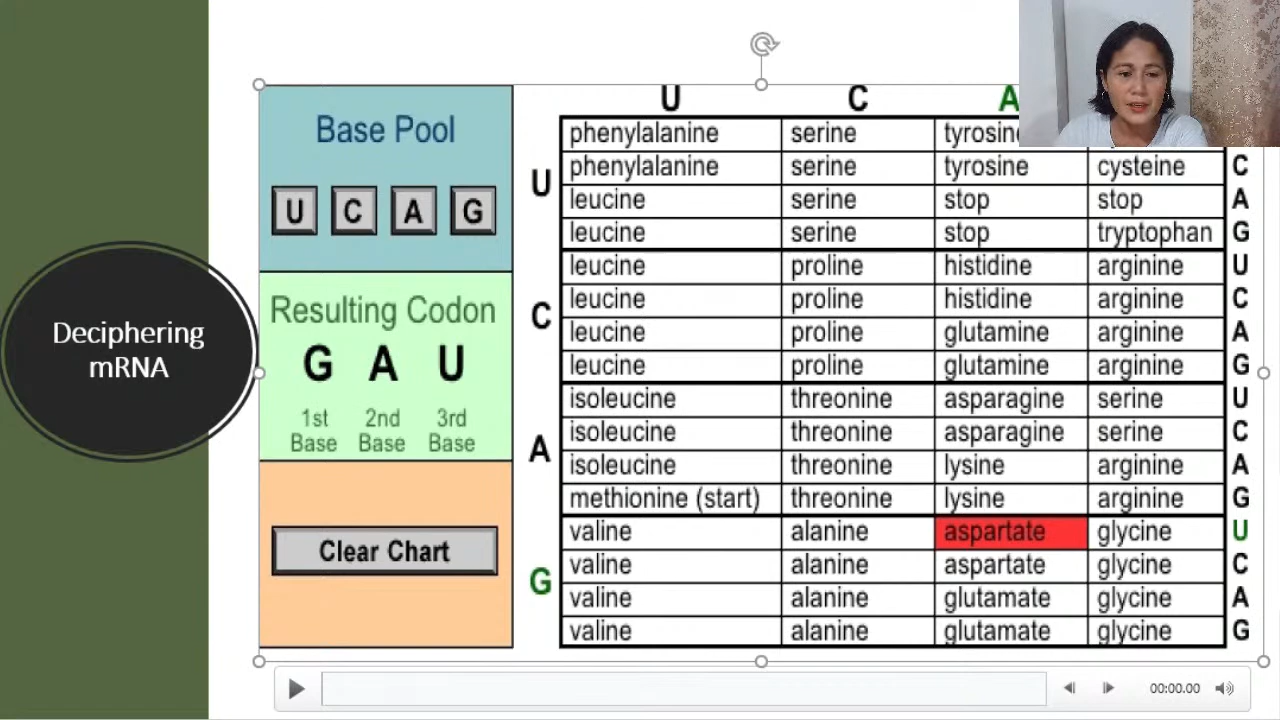 Deciphering
mRNA
Base Pool
U C A G
Resulting Codon
G A U
1st 2nd 3rd
Base Base Base
Clear Chart
U C A
U
phenylalanine serine tyrosine
phenylalanine serine tyrosine cysteine C
leucine serine stop stop A
leucine serine stop tryptophan G
C
leucine proline histidine arginine U
leucine proline histidine arginine C
leucine proline glutamine arginine A
leucine proline glutamine arginine G
A
isoleucine threonine asparagine serine U
isoleucine threonine asparagine serine C
isoleucine threonine lysine arginine A
methionine (start) threonine lysine arginine G
G
valine alanine aspartate glycine U
valine alanine aspartate glycine C
valine alanine glutamate glycine A
valine alanine glutamate glycine G
00:00.00